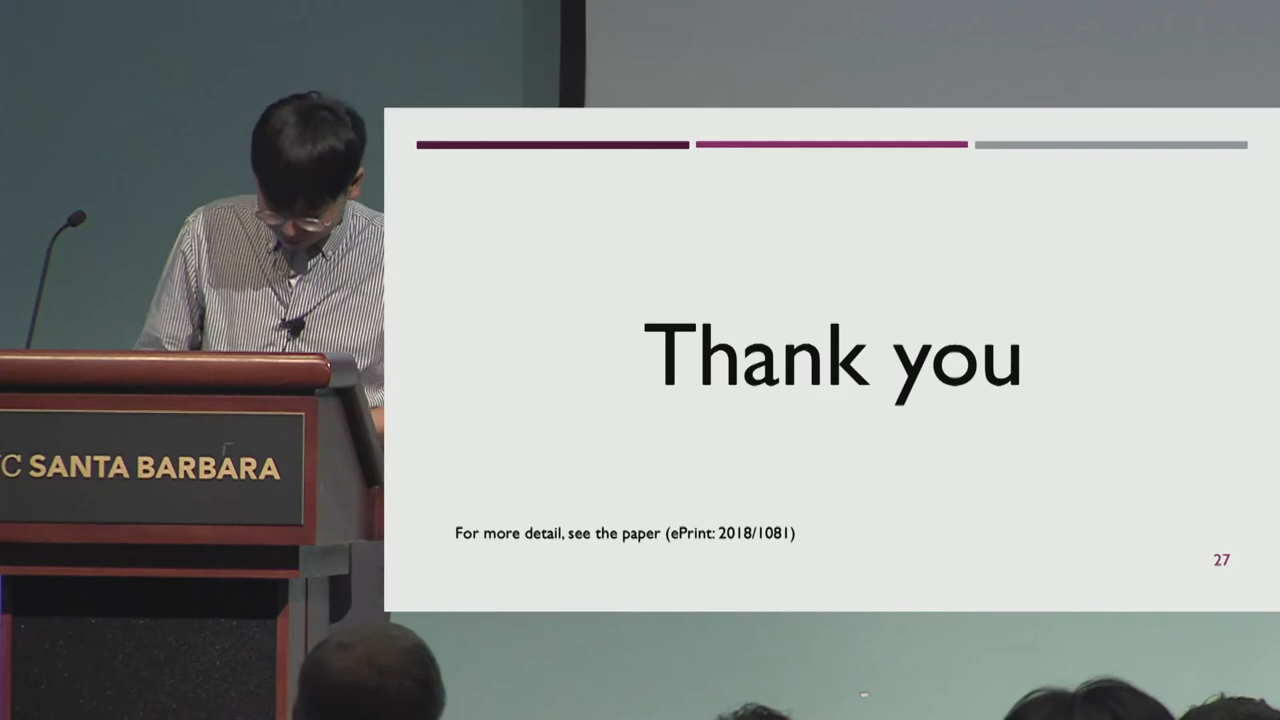 C SANTA BARBARA
Thank you
For more detail, see the paper (ePrint: 2018/1081)
27